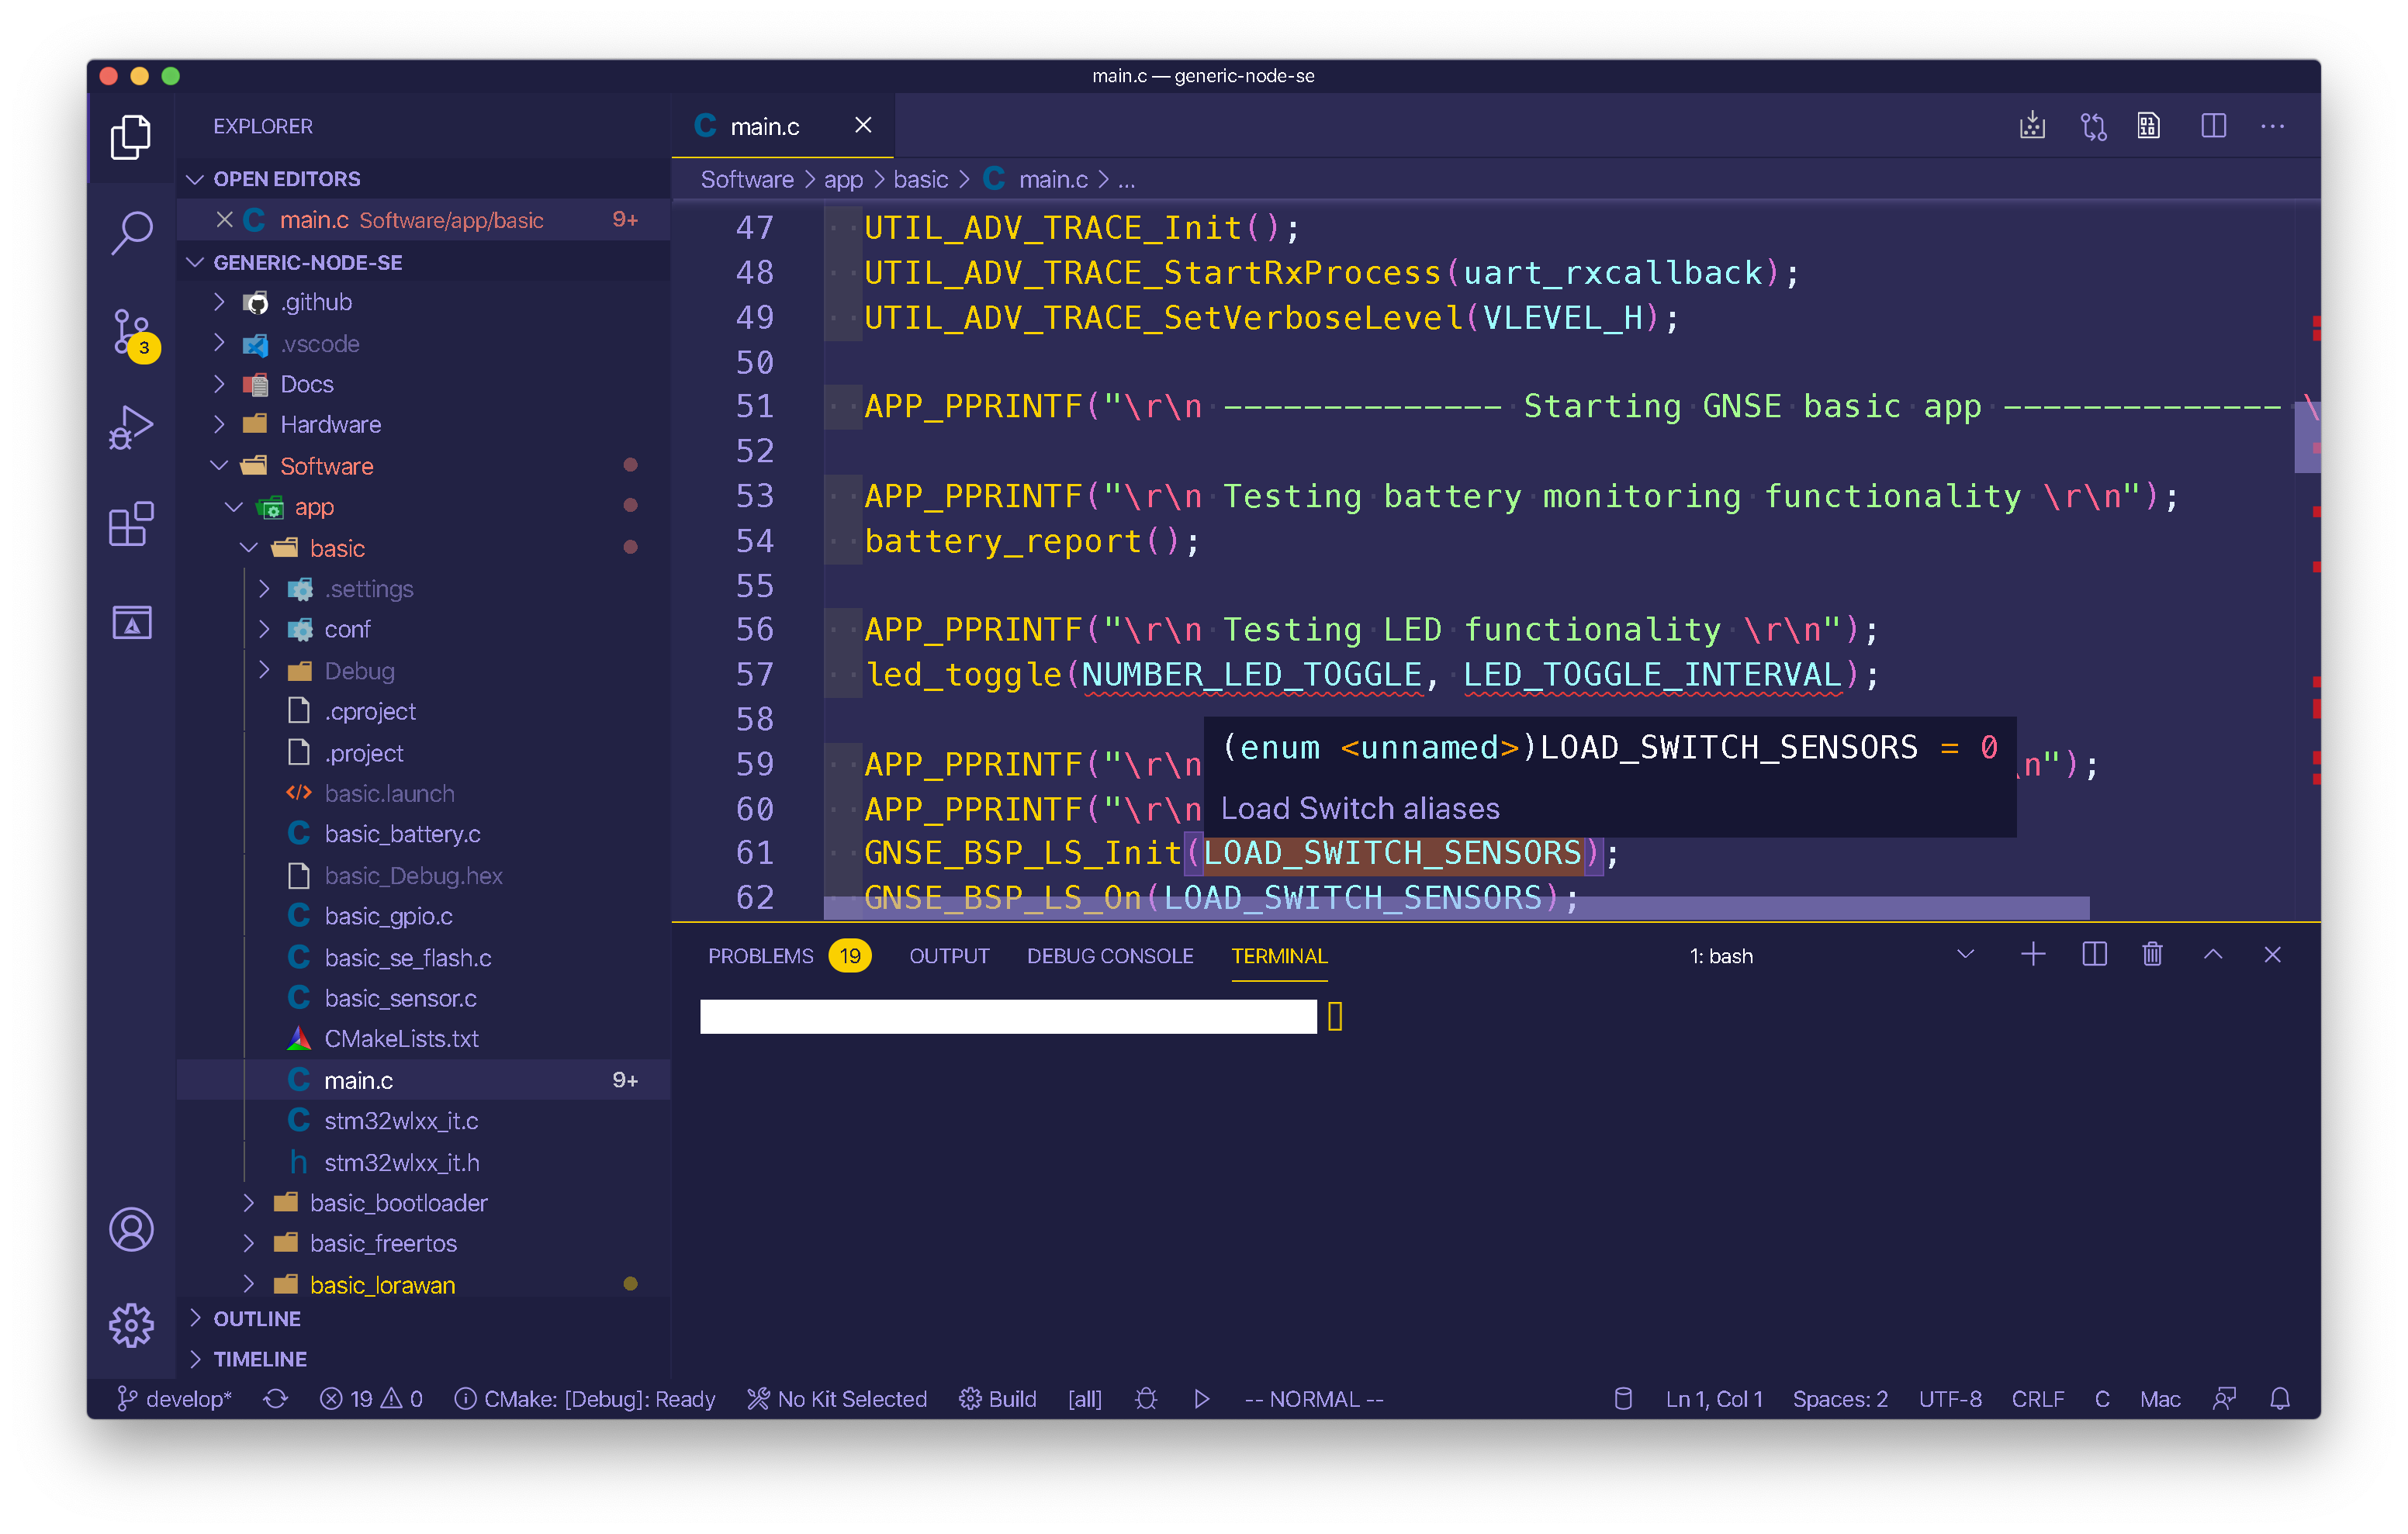 main.c — generic-node-se
EXPLORER
OPEN EDITORS
main.c Software/app/basic 9+
GENERIC-NODE-SE
.github
.vscode
Docs
Hardware
Software
app
basic
.settings
conf
Debug
.cproject
.project
basic.launch
basic_battery.c
basic_Debug.hex
basic_gpio.c
basic_se_flash.c
basic_sensor.c
CMakeLists.txt
main.c 9+
stm32wlxx_it.c
stm32wlxx_it.h
basic_bootloader
basic_freertos
basic_lorawan
OUTLINE
TIMELINE
3
main.c
Software > app > basic > C main.c > ...
47 UTIL_ADV_TRACE_Init();
48 UTIL_ADV_TRACE_StartRxProcess(uart_rxcallback);
49 UTIL_ADV_TRACE_SetVerboseLevel(VLEVEL_H);
50
51 APP_PPRINTF("\r\n -------------- Starting GNSE basic app -------------- \
52
53 APP_PPRINTF("\r\n Testing battery monitoring functionality \r\n");
54 battery_report();
55
56 APP_PPRINTF("\r\n Testing LED functionality \r\n");
57 led_toggle(NUMBER_LED_TOGGLE, LED_TOGGLE_INTERVAL);
58
(enum <unnamed>)LOAD_SWITCH_SENSORS = 0
Load Switch aliases
59 APP_PPRINTF("\r\n \n");
60 APP_PPRINTF("\r\n
61 GNSE_BSP_LS_Init(LOAD_SWITCH_SENSORS);
62 GNSE_BSP_LS_On(LOAD_SWITCH_SENSORS);
PROBLEMS 19 OUTPUT DEBUG CONSOLE TERMINAL 1: bash
develop* 19 0 CMake: [Debug]: Ready No Kit Selected Build [all] -- NORMAL -- Ln 1, Col 1 Spaces: 2 UTF-8 CRLF C Mac